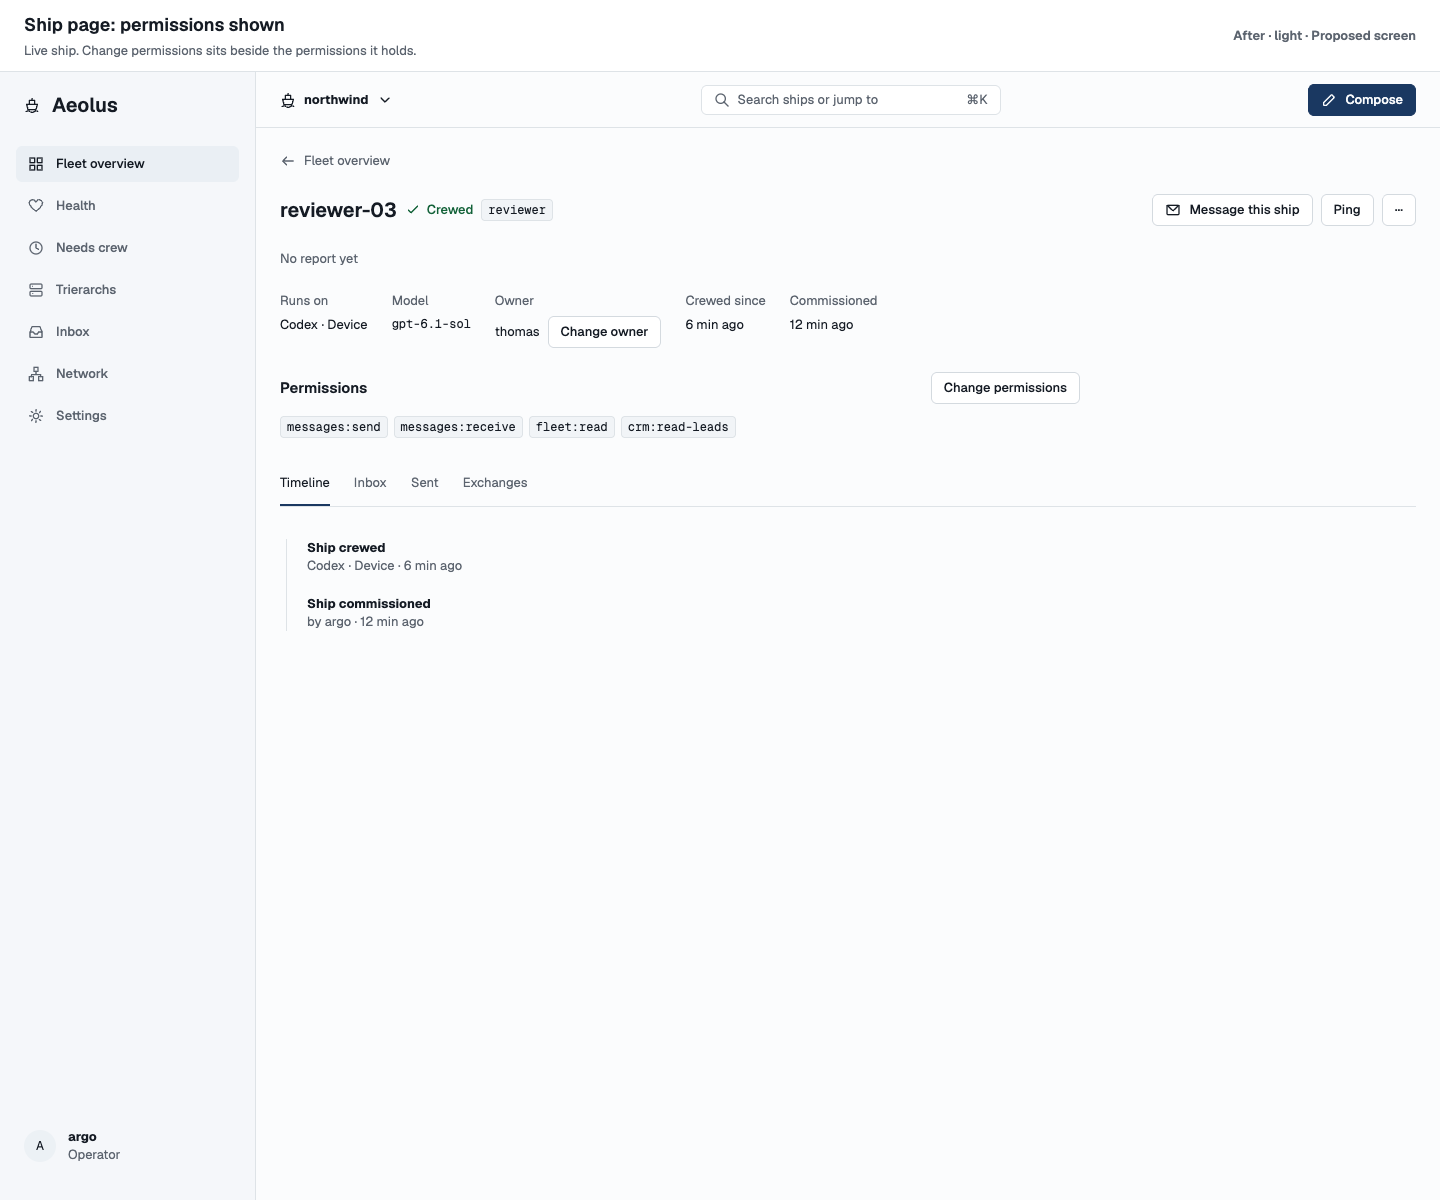 Ship page: permissions shown
Live ship. Change permissions sits beside the permissions it holds.
After · light · Proposed screen
Aeolus
Fleet overview
Health
Needs crew
Trierarchs
Inbox
Network
Settings
argo
A
Operator
northwind
Search ships or jump to ⌘K
Compose
Fleet overview
reviewer-03 Crewed reviewer
Message this ship Ping ...
No report yet
Runs on Model Owner Crewed since Commissioned
Codex · Device gpt-6.1-sol thomas Change owner 6 min ago 12 min ago
Permissions Change permissions
messages:send messages:receive fleet:read crm:read-leads
Timeline Inbox Sent Exchanges
Ship crewed
Codex · Device · 6 min ago
Ship commissioned
by argo · 12 min ago